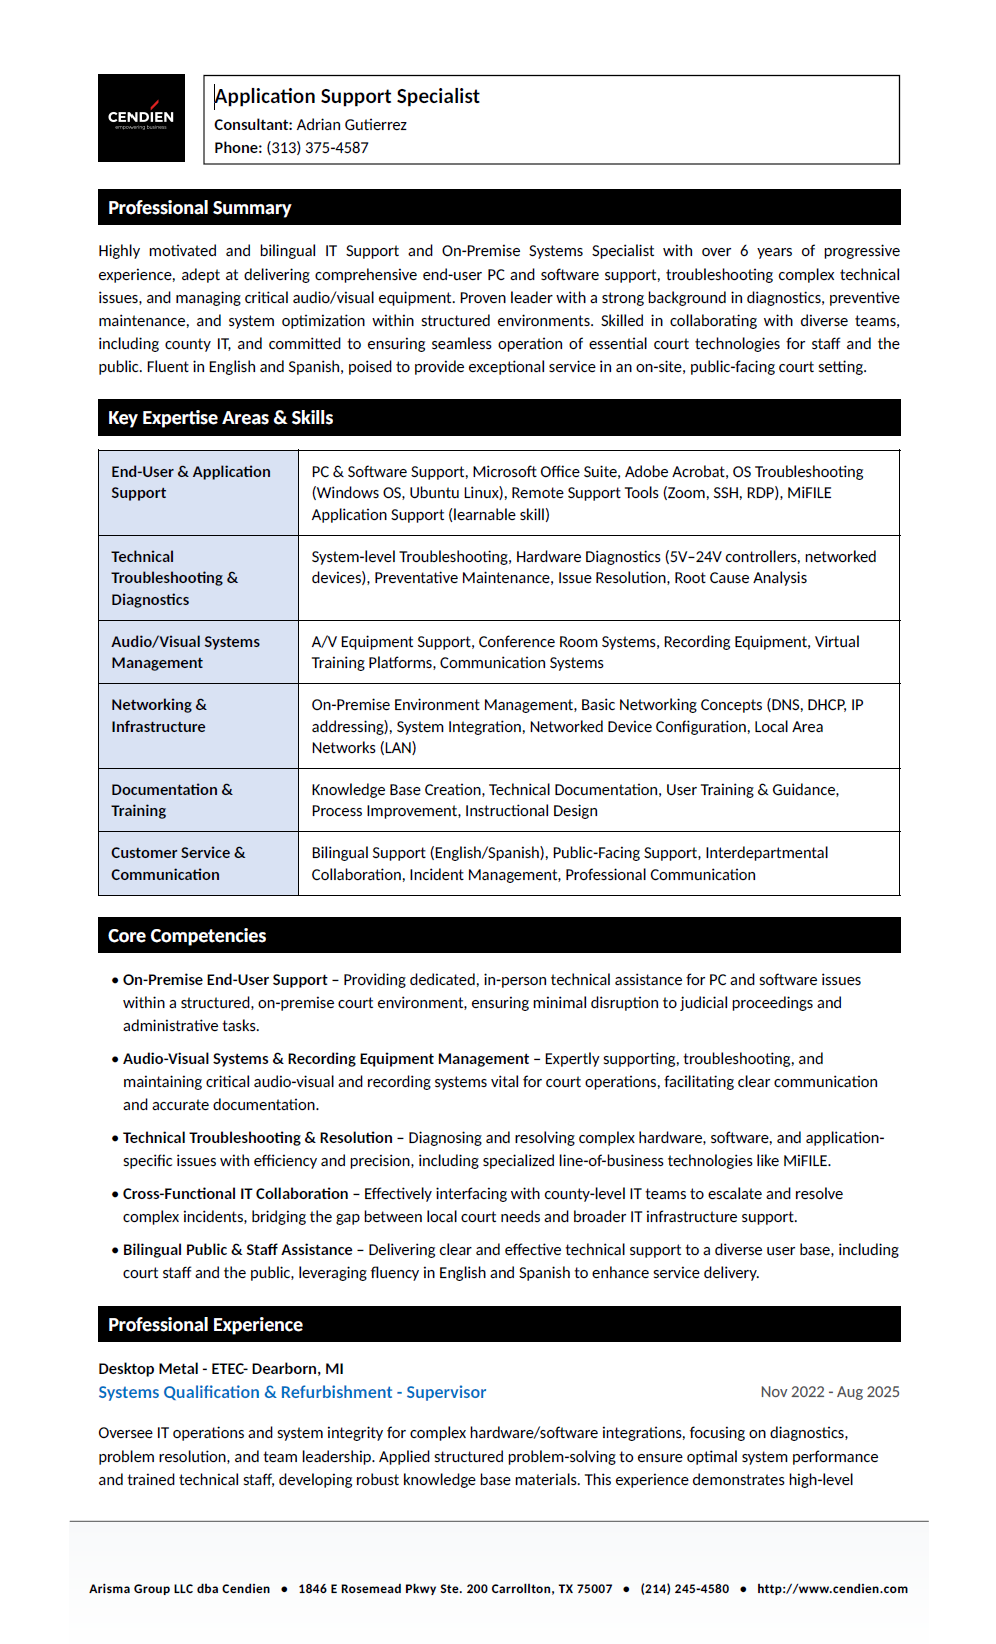 CENDIEN
empowering business
Application Support Specialist
Consultant: Adrian Gutierrez
Phone: (313) 375-4587
Professional Summary
Highly motivated and bilingual IT Support and On-Premise Systems Specialist with over 6 years of progressive
experience, adept at delivering comprehensive end-user PC and software support, troubleshooting complex technical
issues, and managing critical audio/visual equipment. Proven leader with a strong background in diagnostics, preventive
maintenance, and system optimization within structured environments. Skilled in collaborating with diverse teams,
including county IT, and committed to ensuring seamless operation of essential court technologies for staff and the
public. Fluent in English and Spanish, poised to provide exceptional service in an on-site, public-facing court setting.
Key Expertise Areas & Skills
End-User & Application
Support
PC & Software Support, Microsoft Office Suite, Adobe Acrobat, OS Troubleshooting
(Windows OS, Ubuntu Linux), Remote Support Tools (Zoom, SSH, RDP), MiFILE
Application Support (learnable skill)
Technical
Troubleshooting &
Diagnostics
System-level Troubleshooting, Hardware Diagnostics (5V–24V controllers, networked
devices), Preventative Maintenance, Issue Resolution, Root Cause Analysis
Audio/Visual Systems
Management
A/V Equipment Support, Conference Room Systems, Recording Equipment, Virtual
Training Platforms, Communication Systems
Networking &
Infrastructure
On-Premise Environment Management, Basic Networking Concepts (DNS, DHCP, IP
addressing), System Integration, Networked Device Configuration, Local Area
Networks (LAN)
Documentation &
Training
Knowledge Base Creation, Technical Documentation, User Training & Guidance,
Process Improvement, Instructional Design
Customer Service &
Communication
Bilingual Support (English/Spanish), Public-Facing Support, Interdepartmental
Collaboration, Incident Management, Professional Communication
Core Competencies
• On-Premise End-User Support – Providing dedicated, in-person technical assistance for PC and software issues
within a structured, on-premise court environment, ensuring minimal disruption to judicial proceedings and
administrative tasks.
• Audio-Visual Systems & Recording Equipment Management – Expertly supporting, troubleshooting, and
maintaining critical audio-visual and recording systems vital for court operations, facilitating clear communication
and accurate documentation.
• Technical Troubleshooting & Resolution – Diagnosing and resolving complex hardware, software, and application-
specific issues with efficiency and precision, including specialized line-of-business technologies like MiFILE.
• Cross-Functional IT Collaboration – Effectively interfacing with county-level IT teams to escalate and resolve
complex incidents, bridging the gap between local court needs and broader IT infrastructure support.
• Bilingual Public & Staff Assistance – Delivering clear and effective technical support to a diverse user base, including
court staff and the public, leveraging fluency in English and Spanish to enhance service delivery.
Professional Experience
Desktop Metal - ETEC- Dearborn, MI
Systems Qualification & Refurbishment - Supervisor Nov 2022 - Aug 2025
Oversee IT operations and system integrity for complex hardware/software integrations, focusing on diagnostics,
problem resolution, and team leadership. Applied structured problem-solving to ensure optimal system performance
and trained technical staff, developing robust knowledge base materials. This experience demonstrates high-level
Arisma Group LLC dba Cendien ● 1846 E Rosemead Pkwy Ste. 200 Carrollton, TX 75007 ● (214) 245-4580 ● http://www.cendien.com